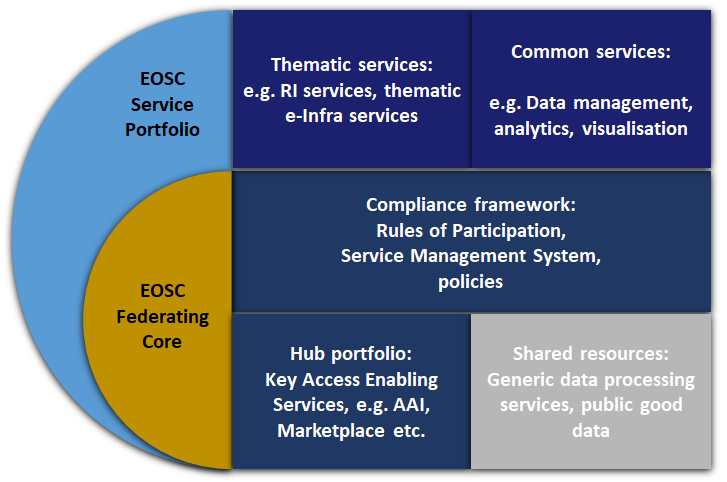 EOSC
Service
Portfolio
Thematic services:
e.g. RI services, thematic
e-Infra services
Common services:
e.g. Data management,
analytics, visualisation
EOSC
Federating
Core
Compliance framework:
Rules of Participation,
Service Management System,
policies
Hub portfolio:
Key Access Enabling
Services, e.g. AAI,
Marketplace etc.
Shared resources:
Generic data processing
services, public good
data